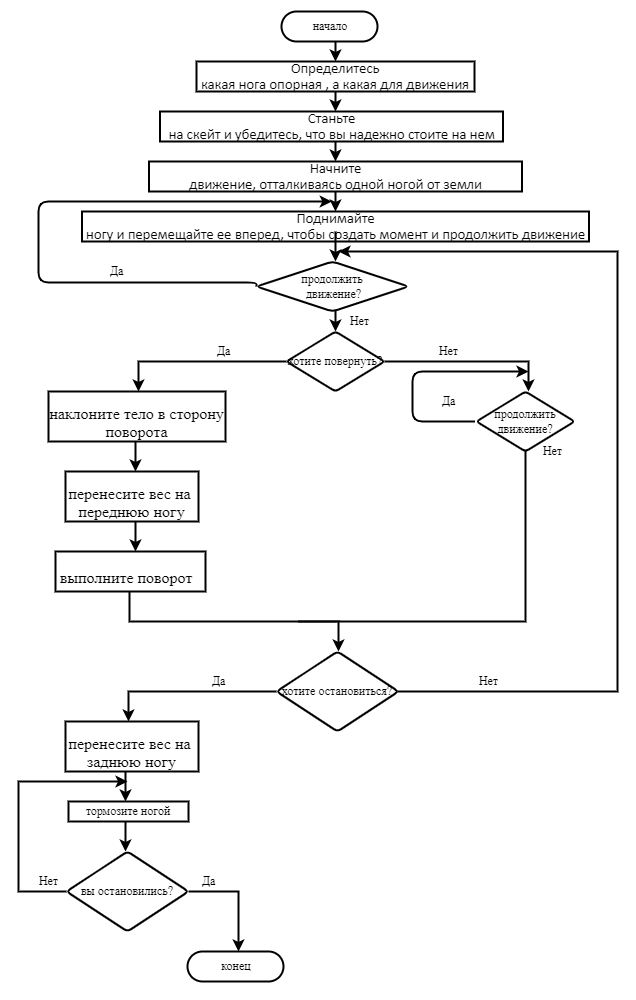 начало
Определитесь
какая нога опорная , а какая для движения
Станьте
на скейт и убедитесь, что вы надежно стоите на нем
Начните
движение, отталкиваясь одной ногой от земли
Поднимайте
ногу и перемещайте ее вперед, чтобы создать момент и продолжить движение
Да
продолжить
движение?
Нет
Да
хотите повернуть?
Нет
наклоните тело в сторону
поворота
Да
продолжить
движение?
Нет
перенесите вес на
переднюю ногу
выполните поворот
Да
хотите остановиться?
Нет
перенесите вес на
заднюю ногу
тормозите ногой
Нет
вы остановились?
Да
конец